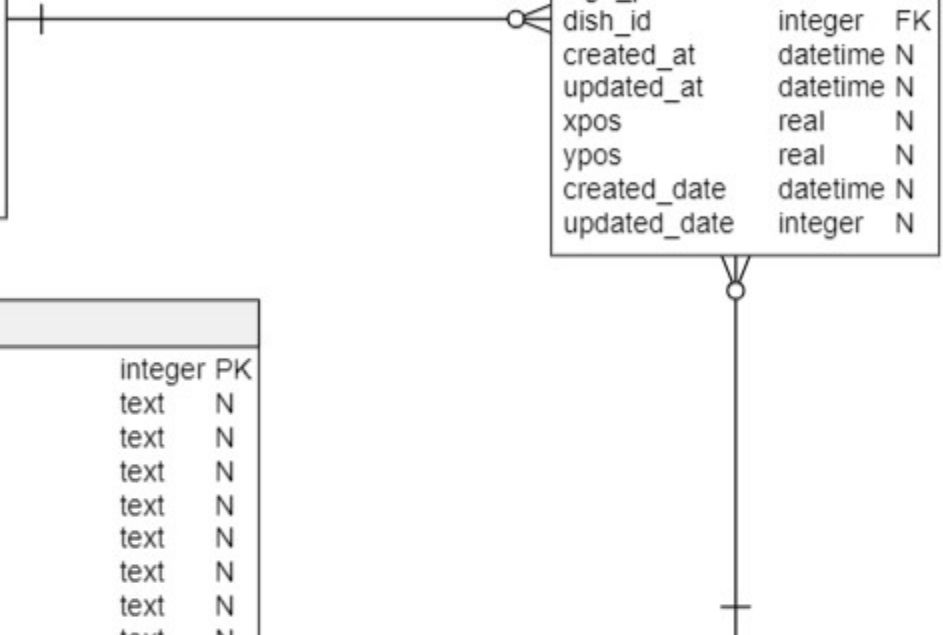 dish_id integer FK
created_at datetime N
updated_at datetime N
xpos real N
ypos real N
created_date datetime N
updated_date integer N
integer PK
text N
text N
text N
text N
text N
text N
text N